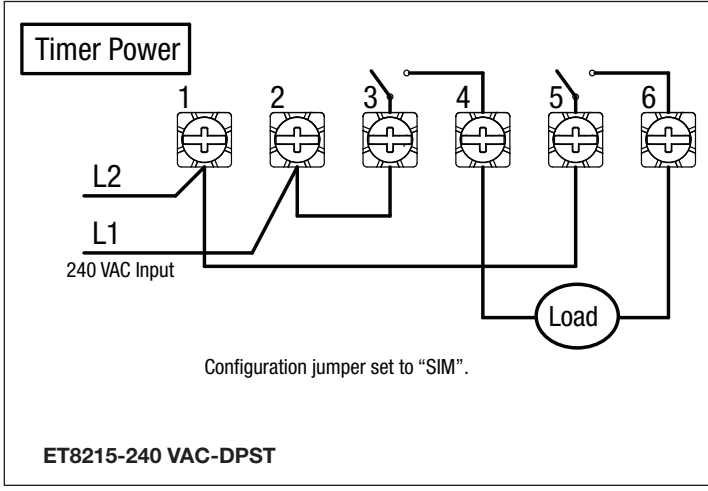 Timer Power
1 2 3 4 5 6
L2
L1
240 VAC Input
Load
Configuration jumper set to “SIM”.
ET8215-240 VAC-DPST